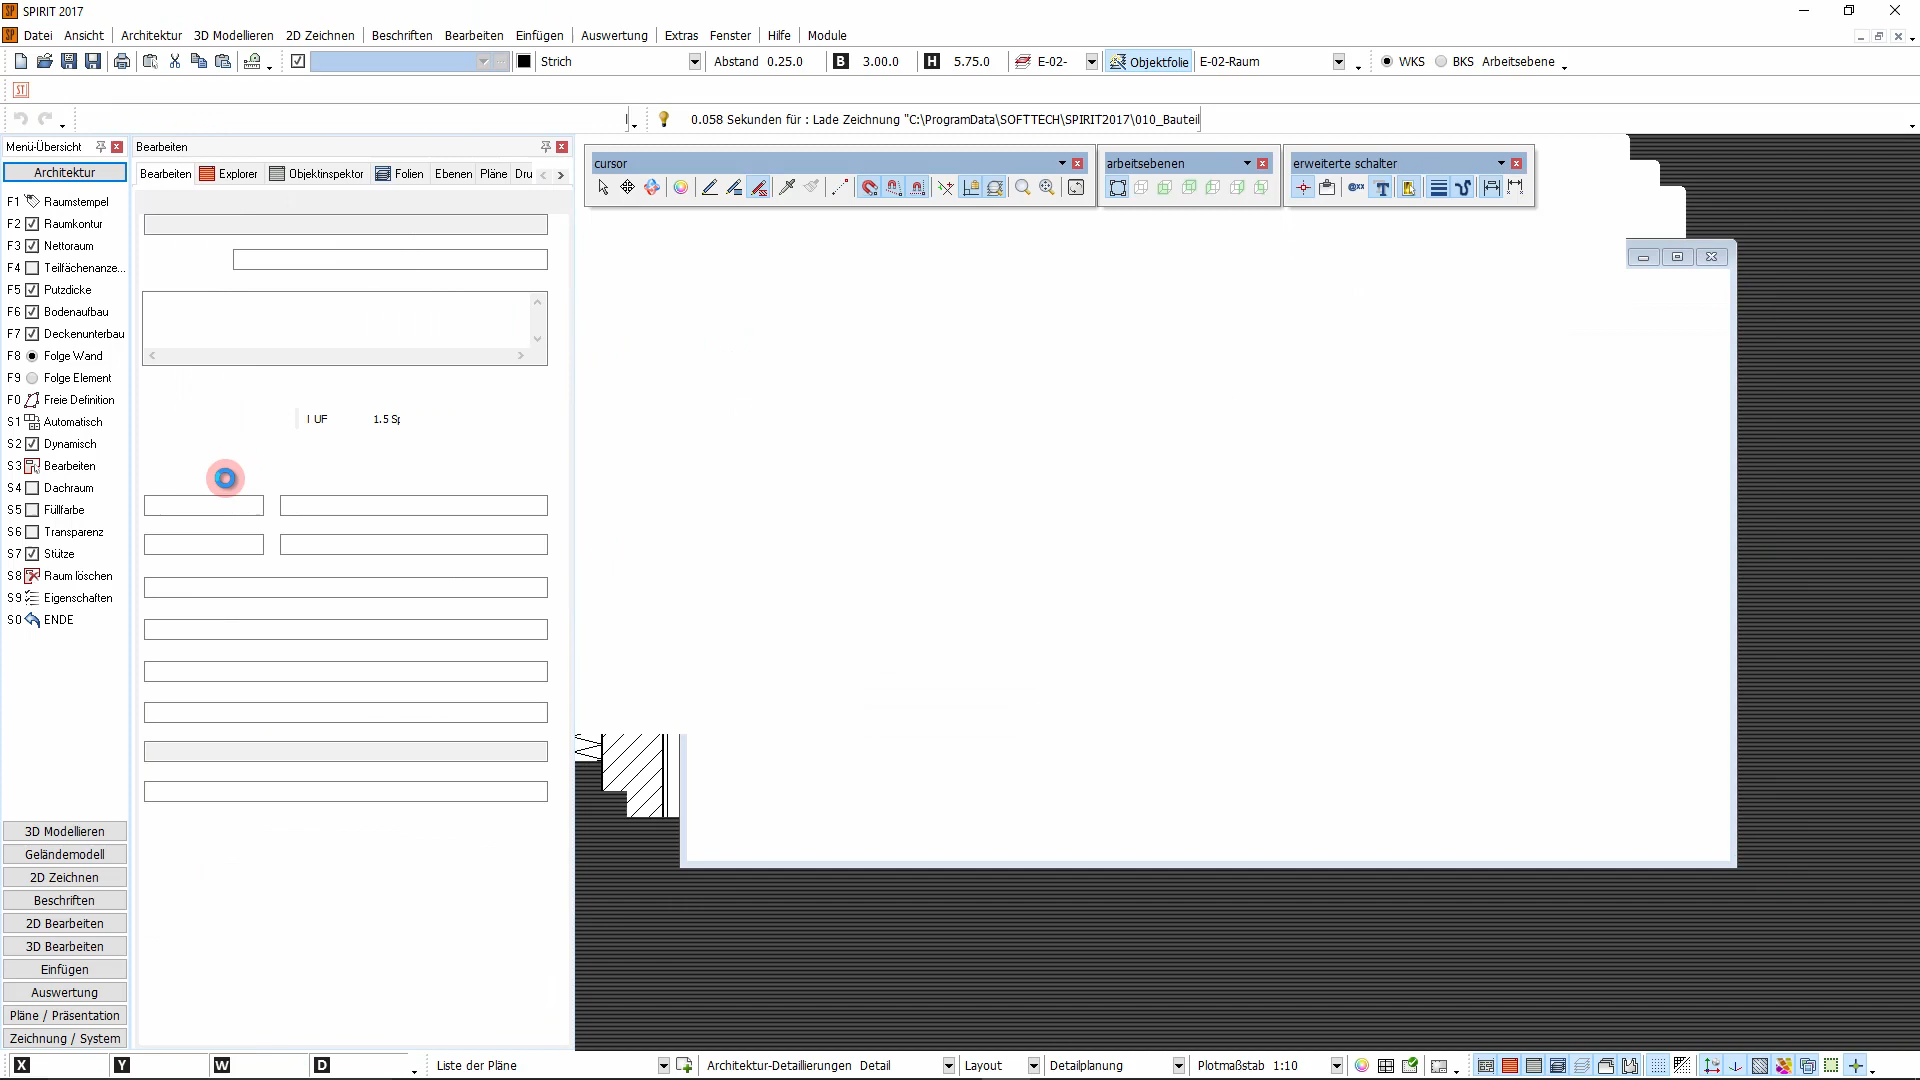 SPIRIT 2017
Datei Ansicht Architektur 3D Modellieren 2D Zeichnen Beschriften Bearbeiten Einfügen Auswertung Extras Fenster Hilfe Module
Strich Abstand 0.25.0 B 3.00.0 H 5.75.0 E-02- Objektfolie E-02-Raum WKS BKS Arbeitsebene
ST
0.058 Sekunden für : Lade Zeichnung "C:\ProgramData\SOFTTECH\SPIRIT2017\010_Bauteil
Menü-Übersicht
Architektur
F1 Raumstempel
F2 Raumkontur
F3 Nettoraum
F4 Teilfächenanze...
F5 Putzdicke
F6 Bodenaufbau
F7 Deckenunterbau
F8 Folge Wand
F9 Folge Element
F0 Freie Definition
S1 Automatisch
S2 Dynamisch
S3 Bearbeiten
S4 Dachraum
S5 Füllfarbe
S6 Transparenz
S7 Stütze
S8 Raum löschen
S9 Eigenschaften
S0 ENDE
3D Modellieren
Geländemodell
2D Zeichnen
Beschriften
2D Bearbeiten
3D Bearbeiten
Einfügen
Auswertung
Pläne / Präsentation
Zeichnung / System
Bearbeiten
Bearbeiten Explorer Objektinspektor Folien Ebenen Pläne Dru
UF 1.5
cursor
arbeitsebenen
erweiterte schalter
X Y W D Liste der Pläne Architektur-Detaillierungen Detail Layout Detailplanung Plotmaßstab 1:10